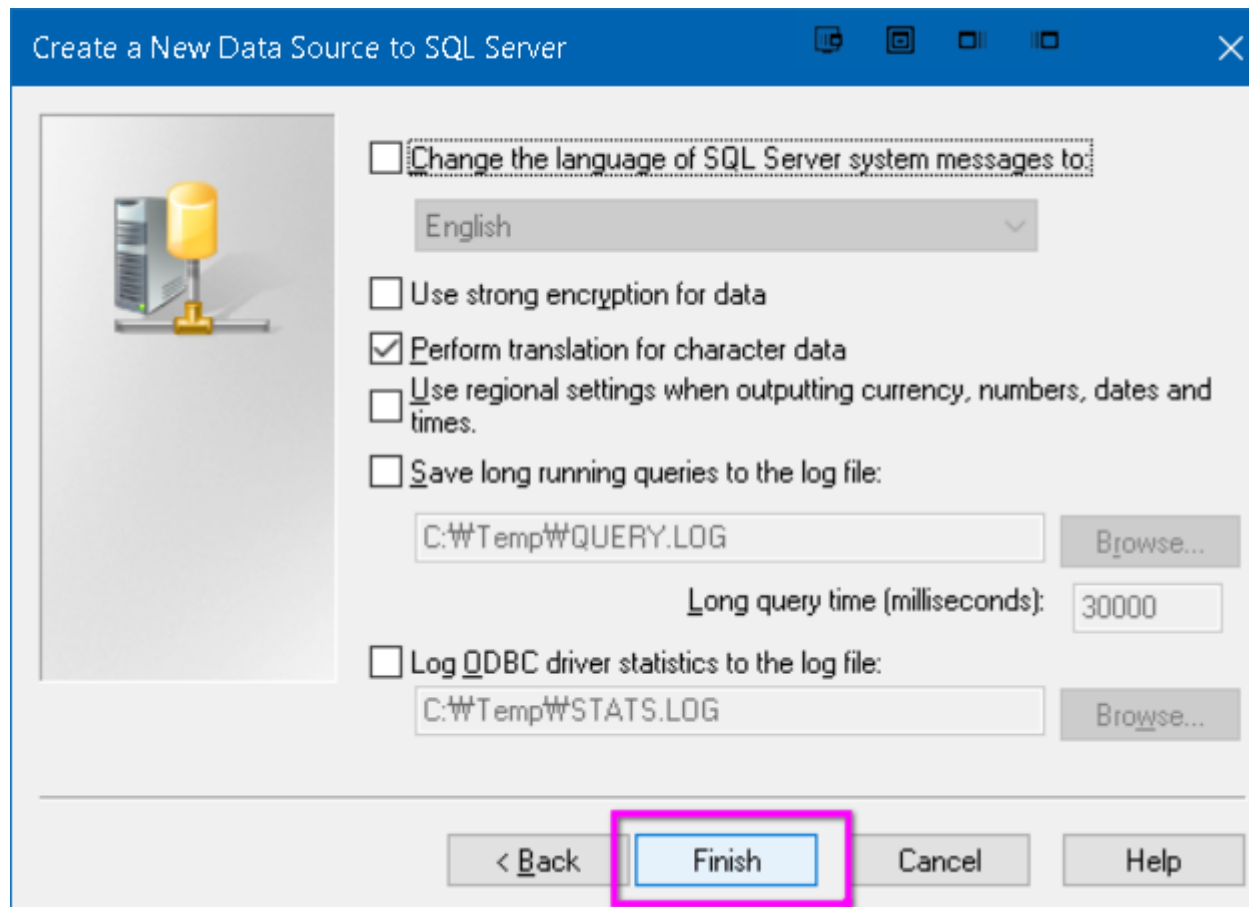 Create a New Data Source to SQL Server
Change the language of SQL Server system messages to:
English
Use strong encryption for data
Perform translation for character data
Use regional settings when outputting currency, numbers, dates and
times.
Save long running queries to the log file:
C:₩Temp₩QUERY.LOG
Browse...
Long query time (milliseconds):
30000
Log ODBC driver statistics to the log file:
C:₩Temp₩STATS.LOG
Browse...
< Back
Finish
Cancel
Help